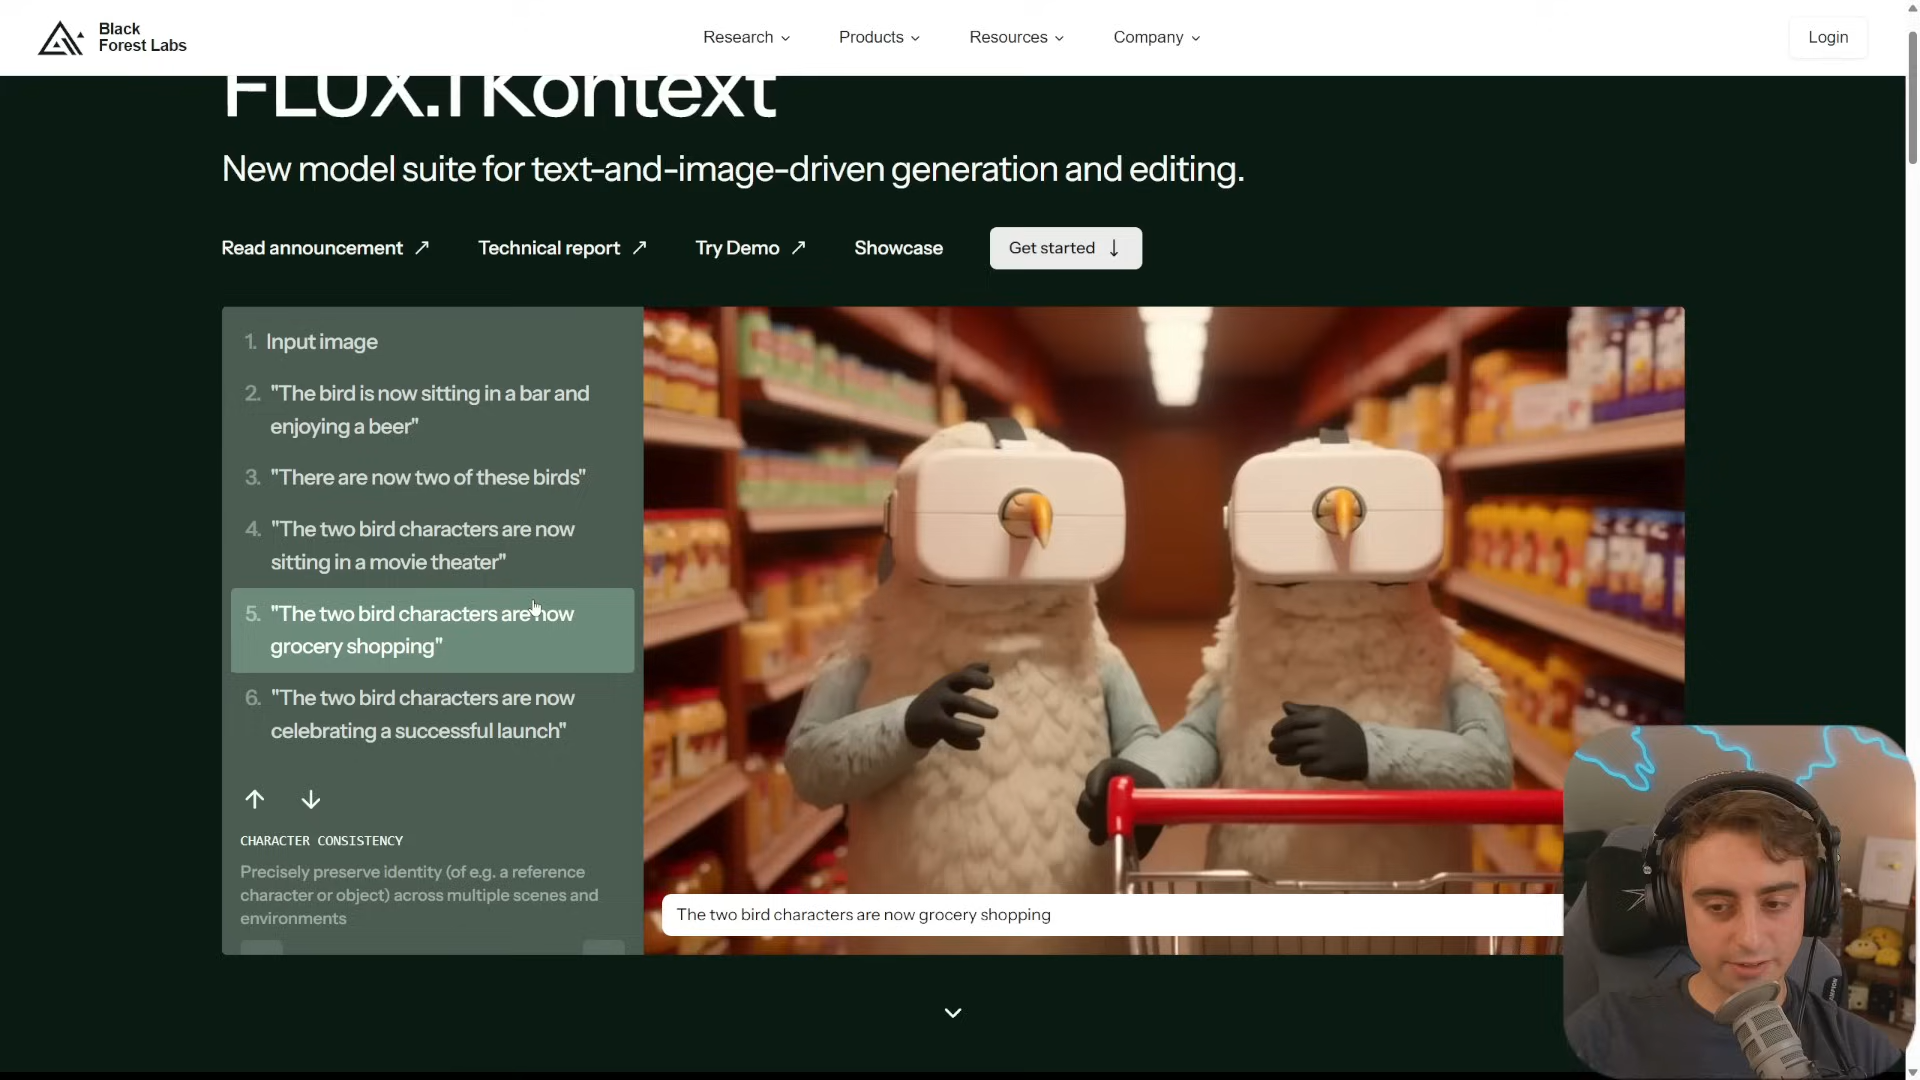 Black
Forest Labs
Research
Products
Resources
Company
Login
FLUX.1 Kontext
New model suite for text-and-image-driven generation and editing.
Read announcement ↗
Technical report ↗
Try Demo ↗
Showcase
Get started ↓
1. Input image
2. "The bird is now sitting in a bar and
enjoying a beer"
3. "There are now two of these birds"
4. "The two bird characters are now
sitting in a movie theater"
5. "The two bird characters are now
grocery shopping"
6. "The two bird characters are now
celebrating a successful launch"
CHARACTER CONSISTENCY
Precisely preserve identity (of e.g. a reference
character or object) across multiple scenes and
environments
The two bird characters are now grocery shopping